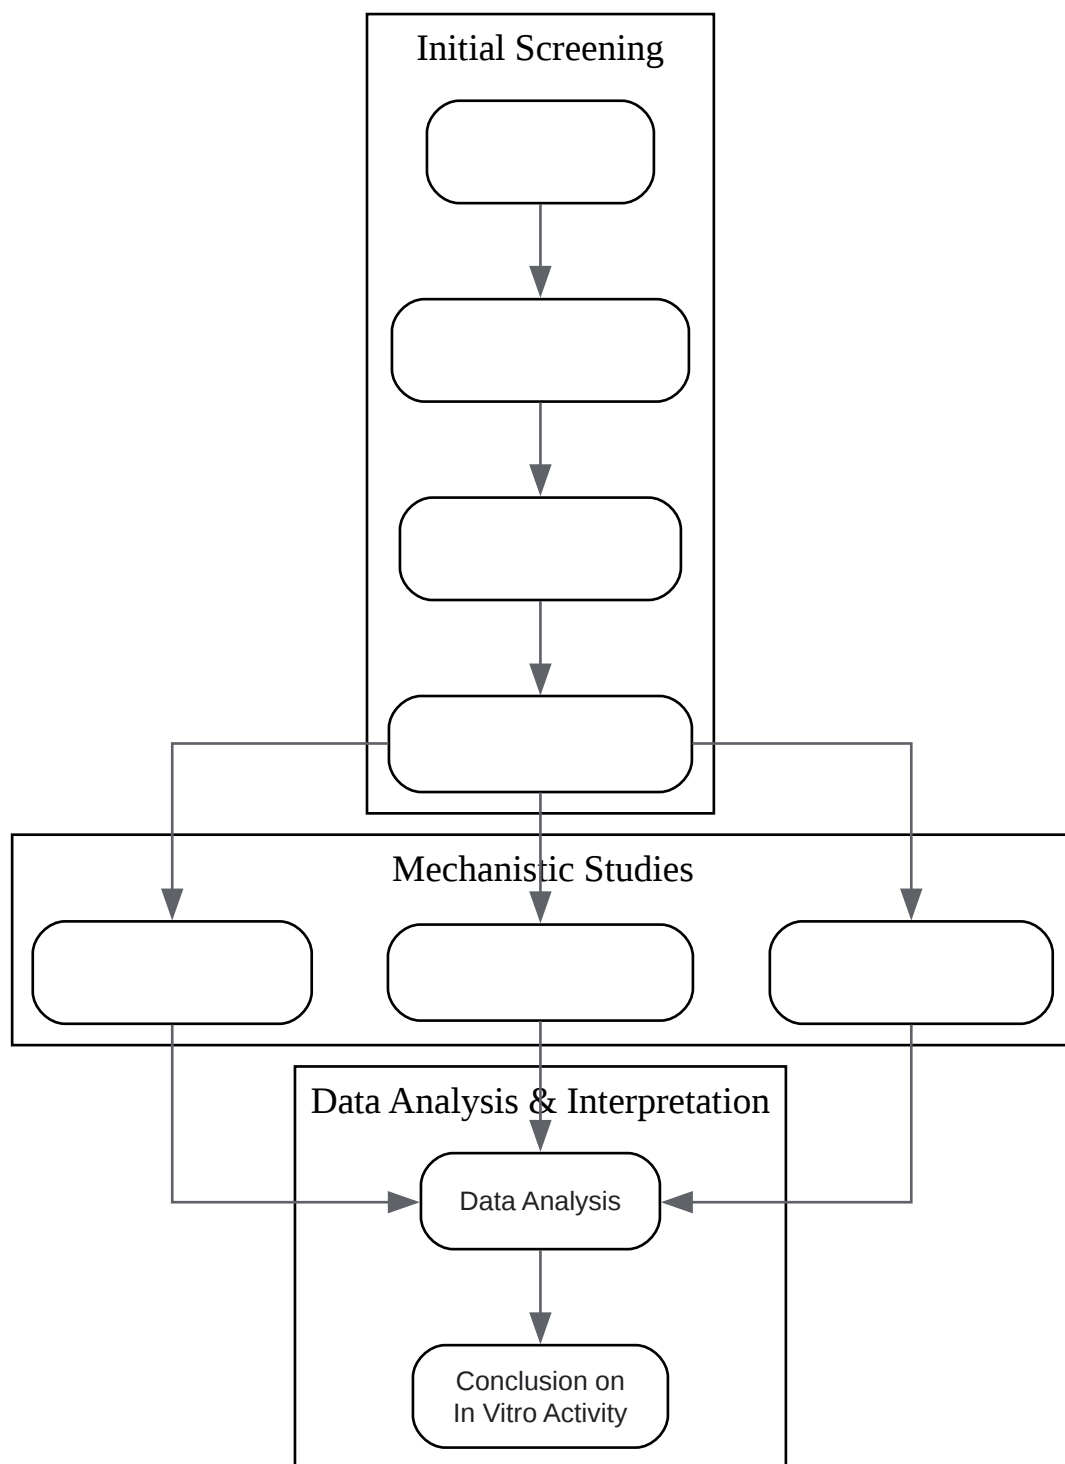 Initial Screening
Mechanistic Studies
Data Analysis & Interpretation
Data Analysis
Conclusion on
In Vitro Activity